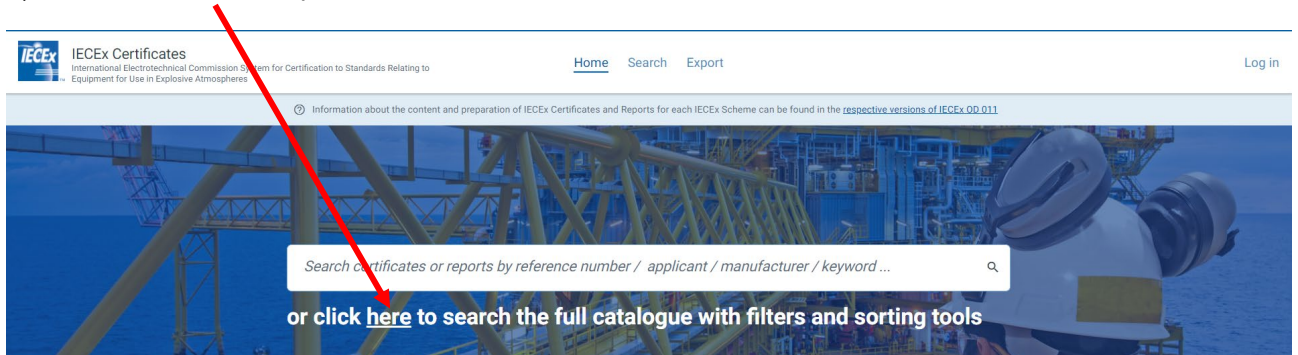 IECEx
IECEx Certificates
International Electrotechnical Commission System for Certification to Standards Relating to
Equipment for Use in Explosive Atmospheres
Home Search Export
Log in
Information about the content and preparation of IECEx Certificates and Reports for each IECEx Scheme can be found in the respective versions of IECEx OD 011
Search certificates or reports by reference number / applicant / manufacturer / keyword ...
or click here to search the full catalogue with filters and sorting tools